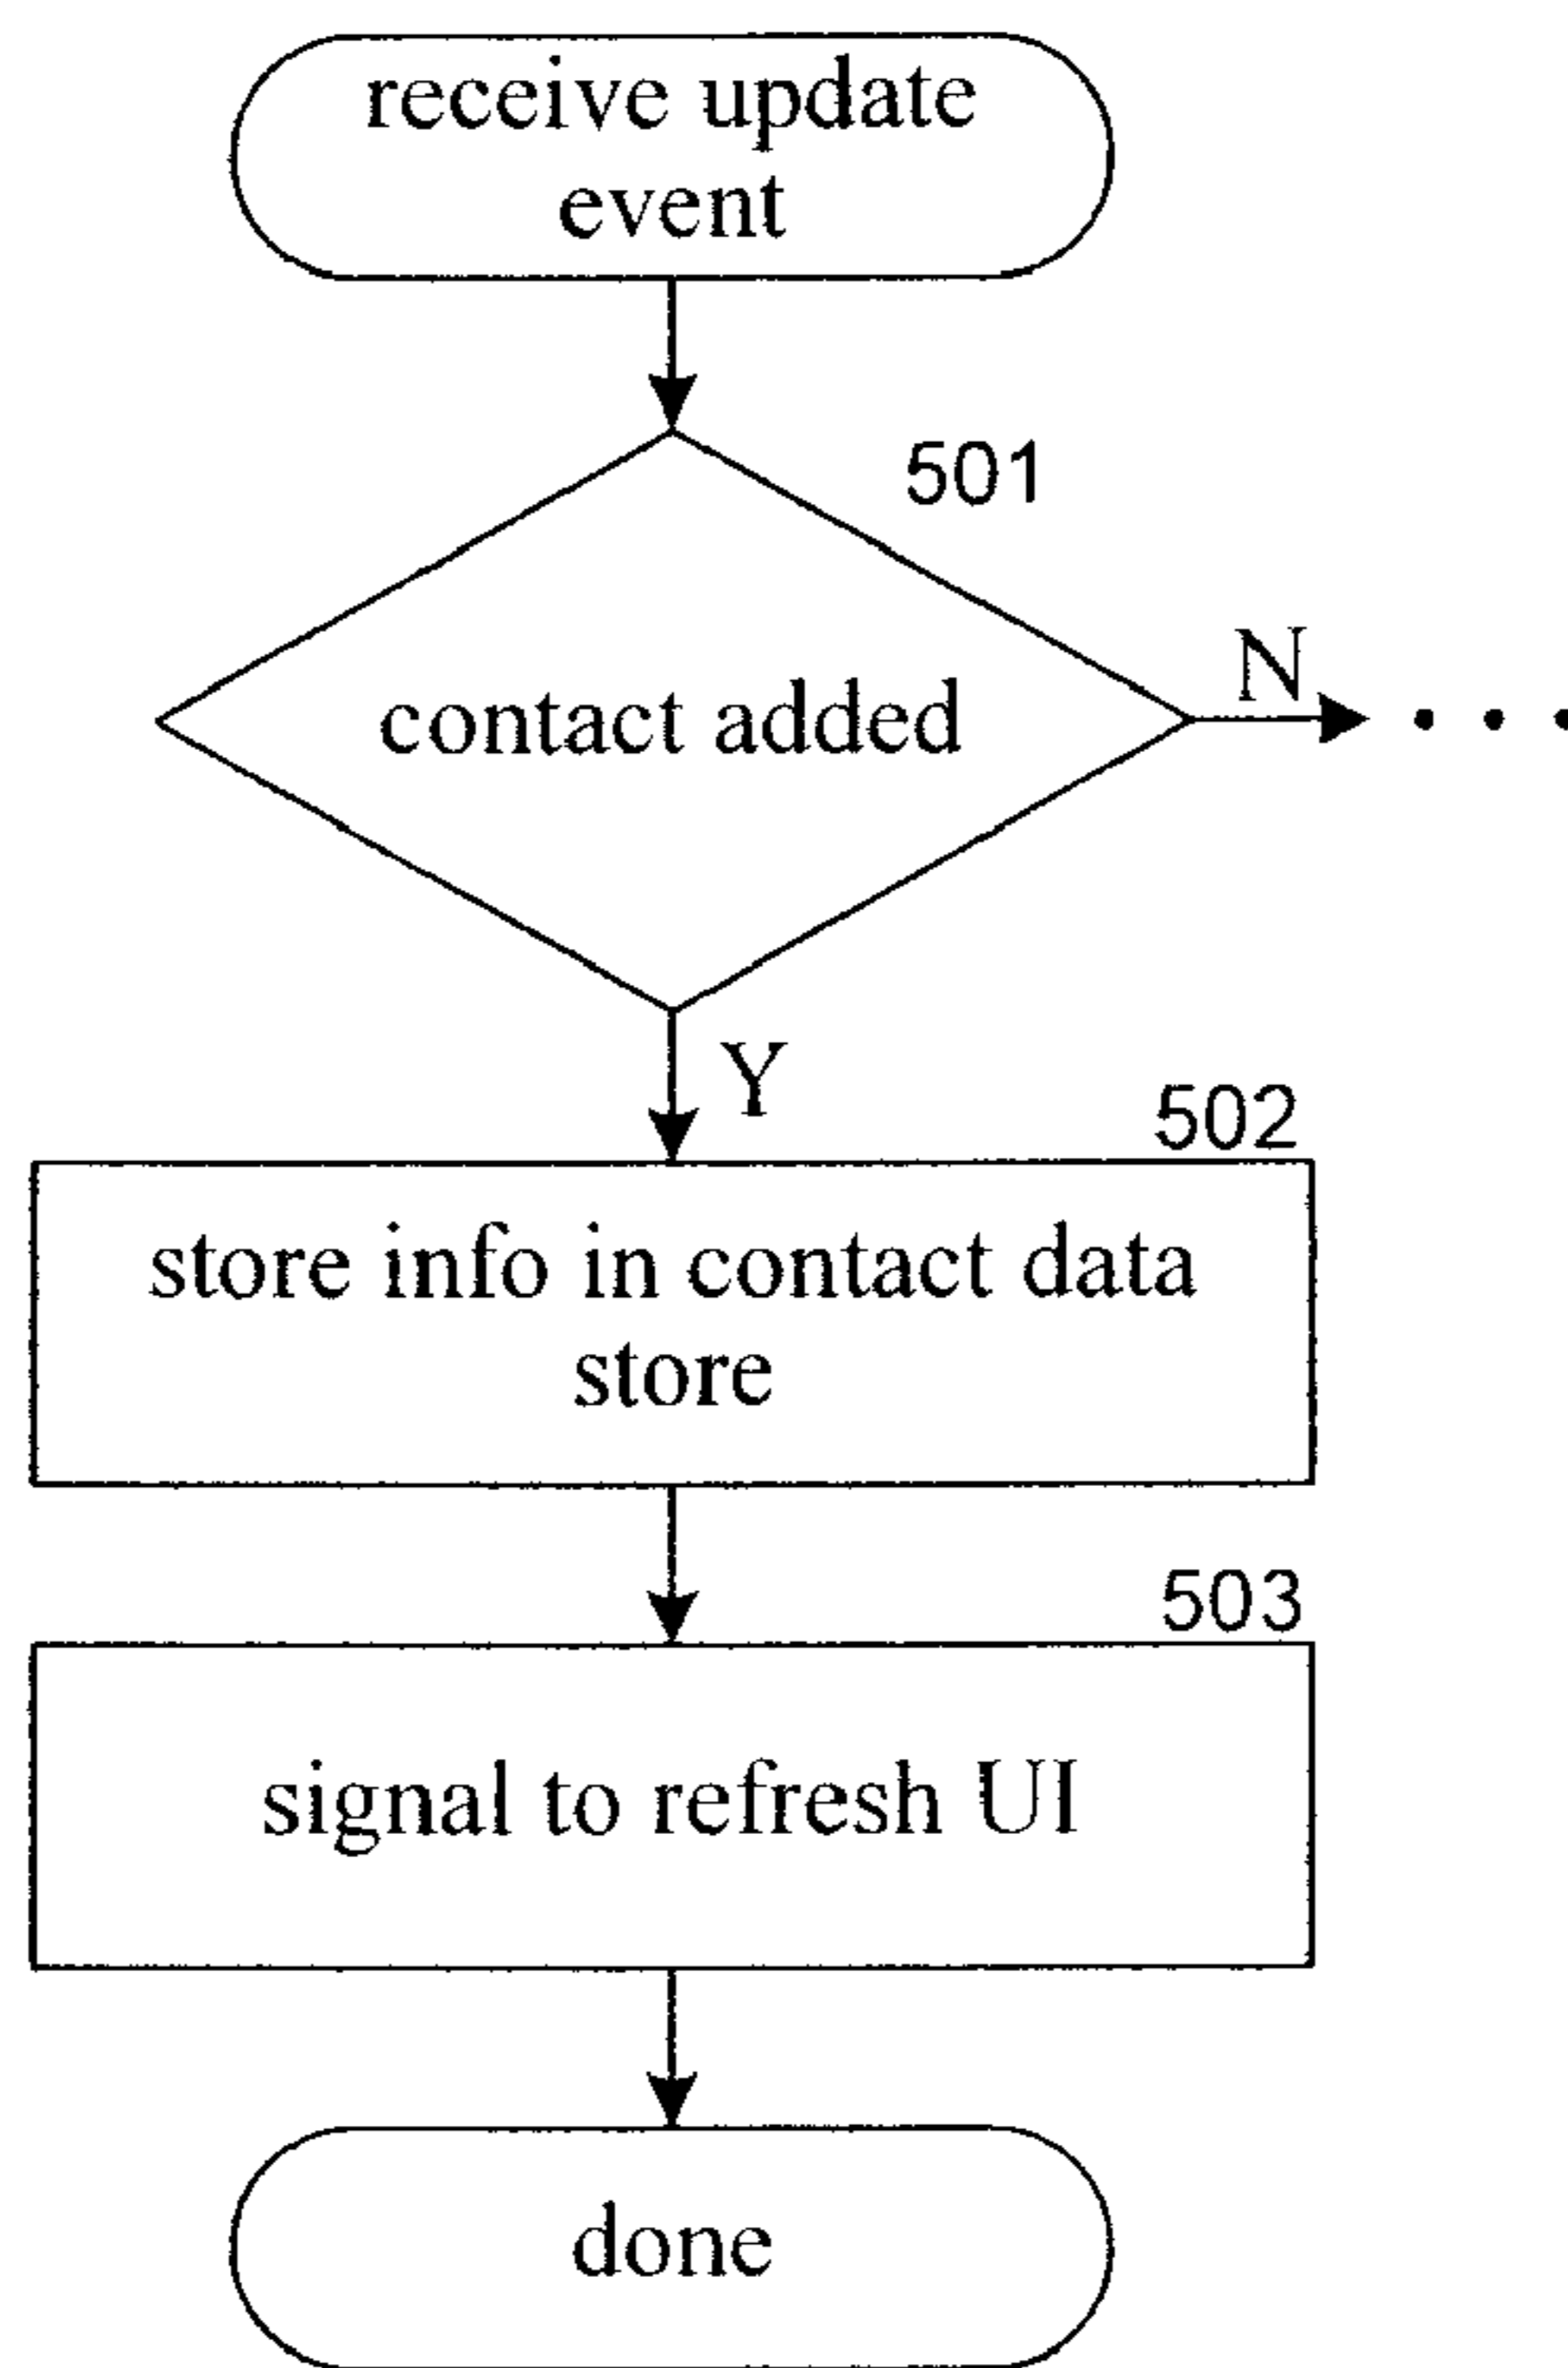 receive update
event
501
contact added
N
. . .
Y
502
store info in contact data
store
503
signal to refresh UI
done